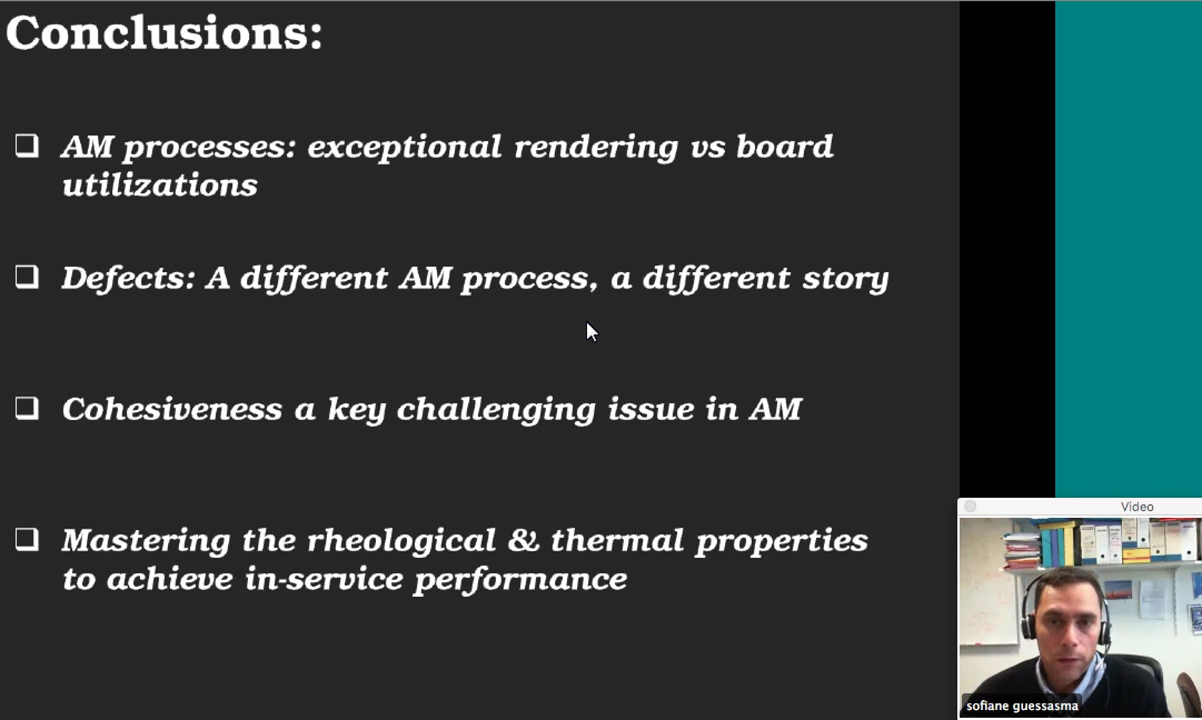 Conclusions:
❑ AM processes: exceptional rendering vs board
utilizations
❑ Defects: A different AM process, a different story
❑ Cohesiveness a key challenging issue in AM
❑ Mastering the rheological & thermal properties
to achieve in-service performance
Video
sofiane guessasma